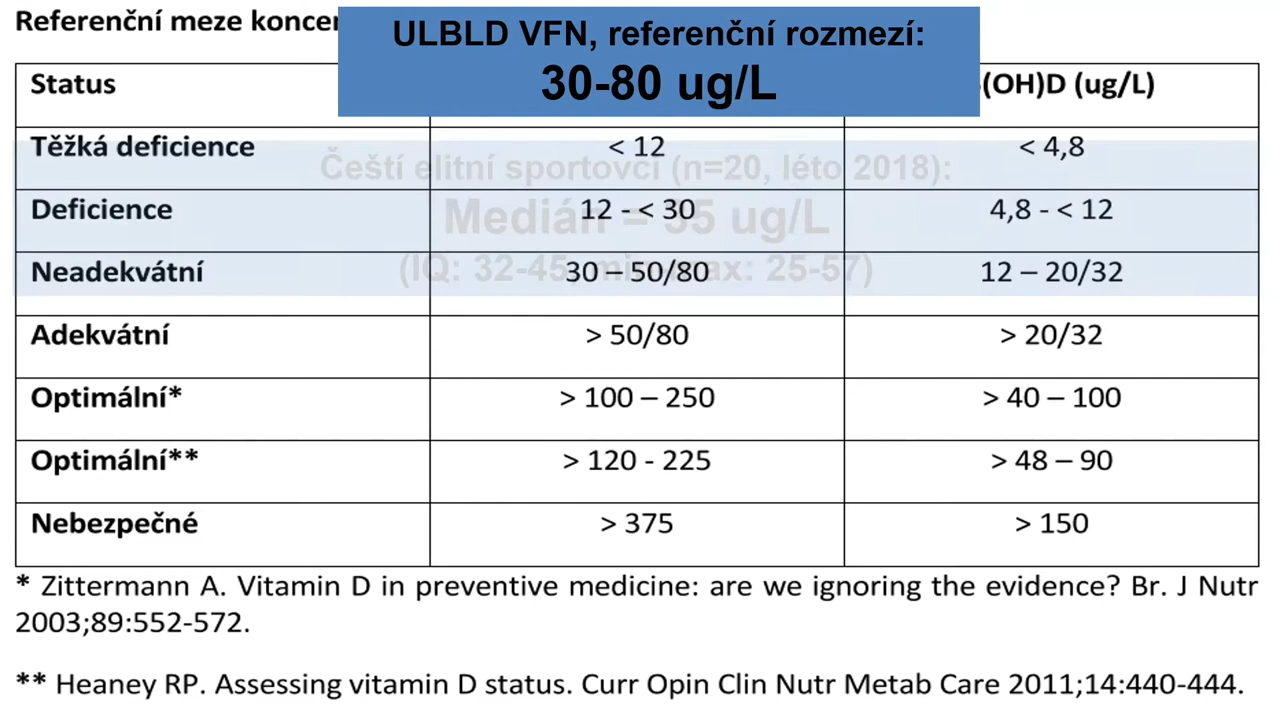 Referenční meze
ULBLD VFN, referenční rozmezí:
30-80 ug/L
Status (OH)D (ug/L)
Těžká deficience < 12 < 4,8
Čeští elitní sportovci (n=20, léto 2018):
Deficience 12 - < 30 4,8 - < 12
Medián = 35 ug/L
Neadekvátní 30 – 50/80 12 – 20/32
(IQ: 32-45, min-max: 25-57)
Adekvátní > 50/80 > 20/32
Optimální* > 100 – 250 > 40 – 100
Optimální** > 120 - 225 > 48 – 90
Nebezpečné > 375 > 150
* Zittermann A. Vitamin D in preventive medicine: are we ignoring the evidence? Br. J Nutr
2003;89:552-572.
** Heaney RP. Assessing vitamin D status. Curr Opin Clin Nutr Metab Care 2011;14:440-444.